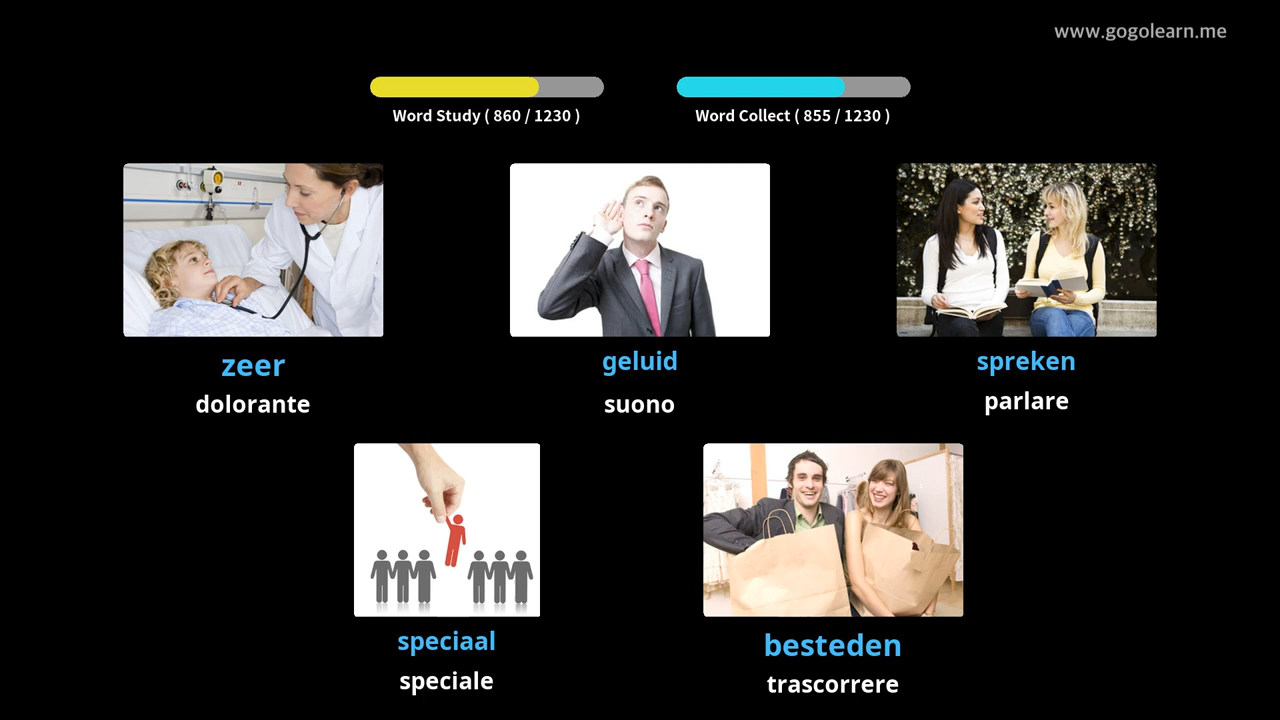 www.gogolearn.me
Word Study ( 860 / 1230 )
Word Collect ( 855 / 1230 )
zeer
dolorante
geluid
suono
spreken
parlare
speciaal
speciale
besteden
trascorrere